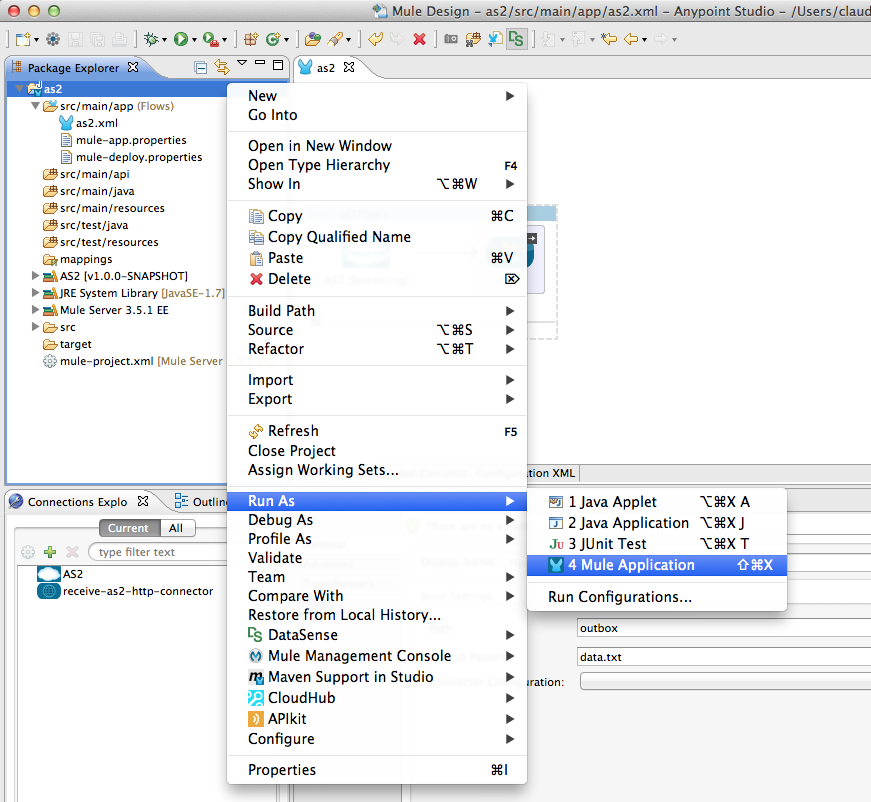 Mule Design - as2/src/main/app/as2.xml - Anypoint Studio - /Users/claud
Package Explorer
as2
as2
src/main/app (Flows)
as2.xml
mule-app.properties
mule-deploy.properties
src/main/api
src/main/java
src/main/resources
src/test/java
src/test/resources
mappings
AS2 [v1.0.0-SNAPSHOT]
JRE System Library [JavaSE-1.7]
Mule Server 3.5.1 EE
src
target
mule-project.xml [Mule Server
New
Go Into
Open in New Window
Open Type Hierarchy F4
Show In ⌥⌘W
Copy ⌘C
Copy Qualified Name
Paste ⌘V
Delete ⌦
Build Path
Source ⌥⌘S
Refactor ⌥⌘T
Import
Export
Refresh F5
Close Project
Assign Working Sets...
Run As
Debug As
Profile As
Validate
Team
Compare With
Restore from Local History...
DataSense
Mule Management Console
Maven Support in Studio
CloudHub
APIkit
Configure
Properties ⌘I
1 Java Applet ⌥⌘X A
2 Java Application ⌥⌘X J
3 JUnit Test ⌥⌘X T
4 Mule Application ⇧⌘X
Run Configurations...
tion XML
outbox
data.txt
uration:
Connections Explo
Outlin
Current All
type filter text
AS2
receive-as2-http-connector